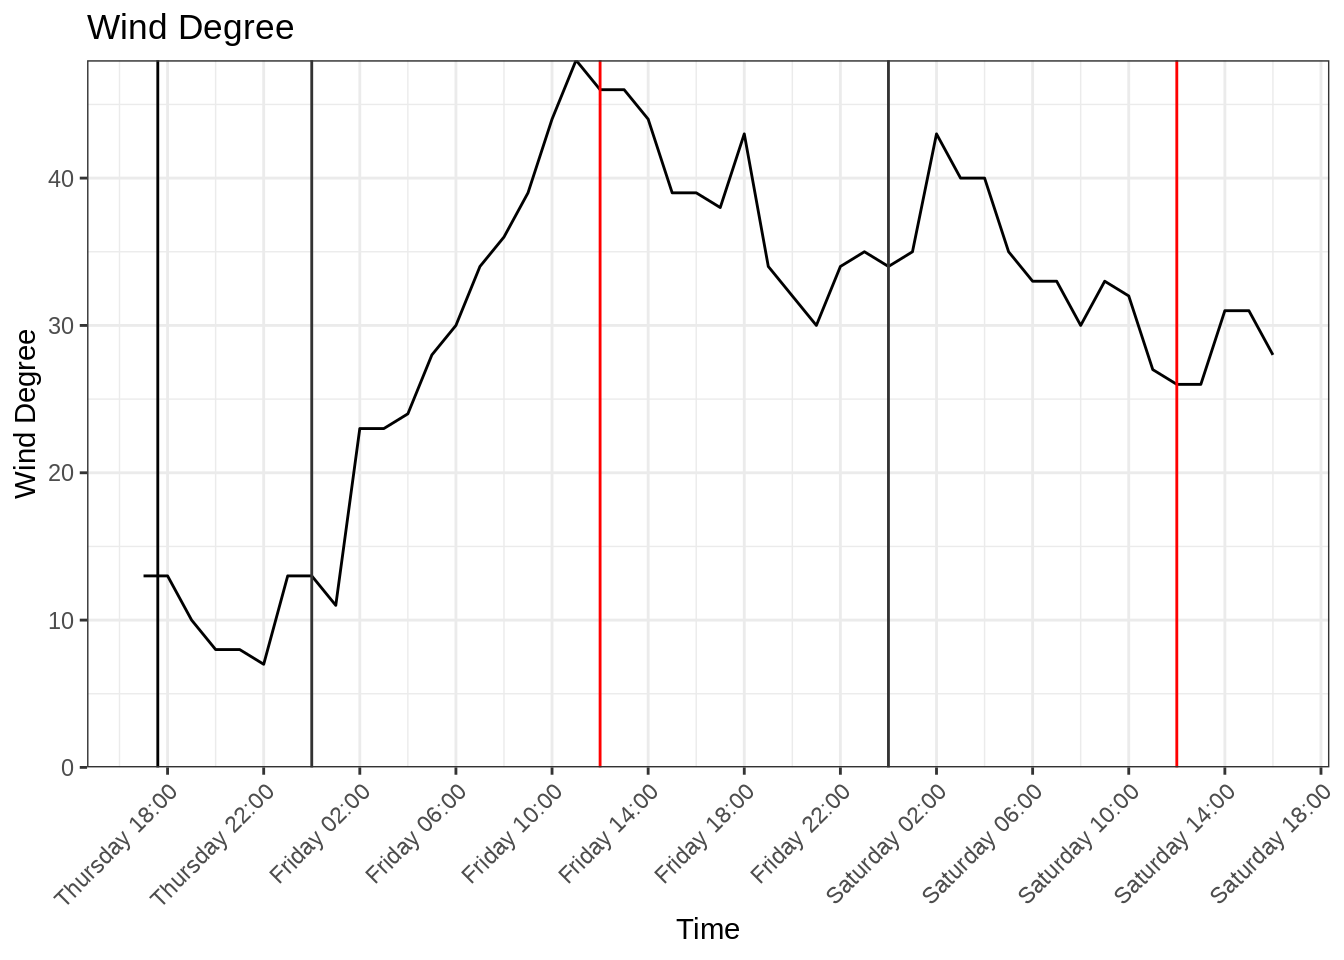 Wind Degree
Wind Degree
40
30
20
10
0
Thursday 18:00
Thursday 22:00
Friday 02:00
Friday 06:00
Friday 10:00
Friday 14:00
Friday 18:00
Friday 22:00
Saturday 02:00
Saturday 06:00
Saturday 10:00
Saturday 14:00
Saturday 18:00
Time